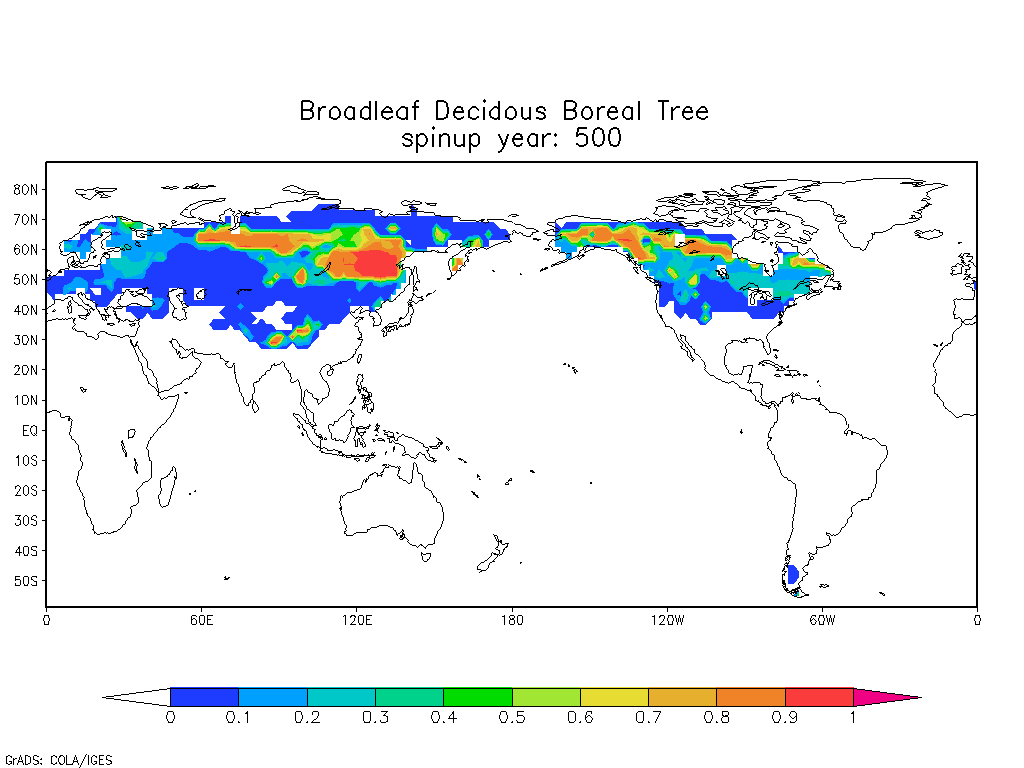 Broadleaf Decidous Boreal Tree
spinup year: 500
80N
70N
60N
50N
40N
30N
20N
10N
EQ
10S
20S
30S
40S
50S
0 60E 120E 180 120W 60W 0
0 0.1 0.2 0.3 0.4 0.5 0.6 0.7 0.8 0.9 1
GrADS: COLA/IGES